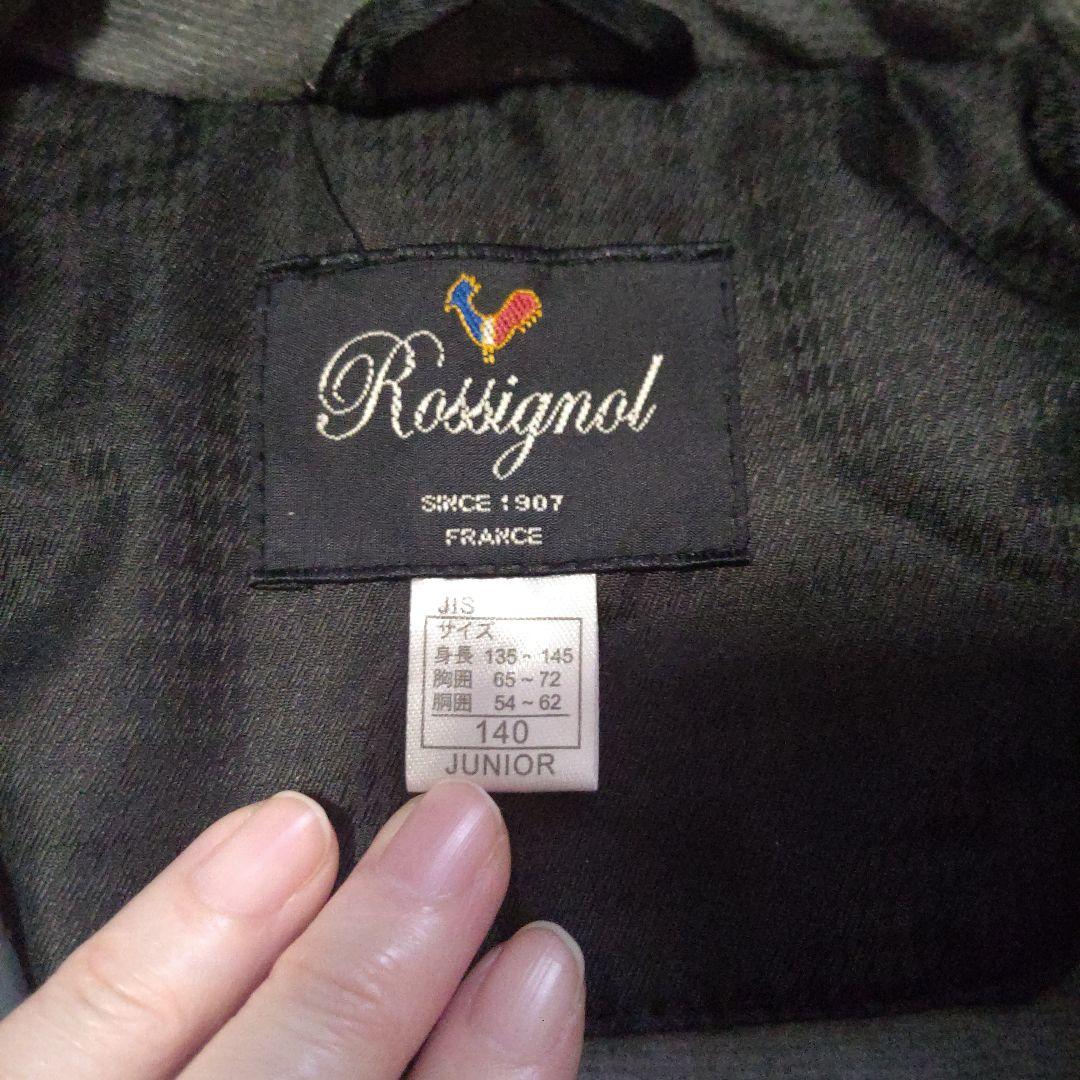 Rossignol
SINCE 1907
FRANCE
JIS
サイズ
身長 135~145
胸囲 65~72
胴囲 54~62
140
JUNIOR